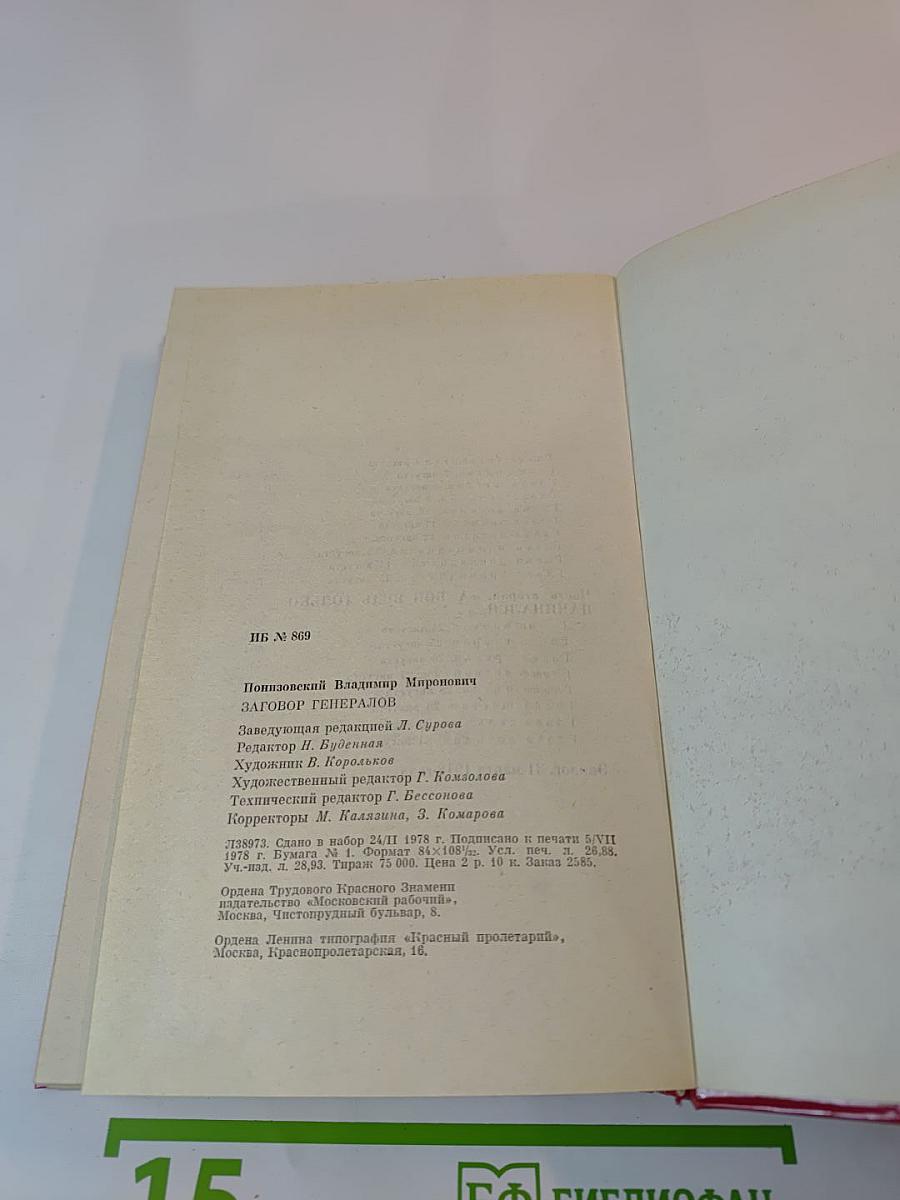 ИБ № 869
Понизовский Владимир Миронович
ЗАГОВОР ГЕНЕРАЛОВ
Заведующая редакцией Л. Сурова
Редактор Н. Буденная
Художник В. Корольков
Художественный редактор Г. Комзолова
Технический редактор Г. Бессонова
Корректоры М. Калязина, З. Комарова
Л38973. Сдано в набор 24/II 1978 г. Подписано к печати 5/VII
1978 г. Бумага № 1. Формат 84×108¹/₃₂. Усл. печ. л. 26,88.
Уч.-изд. л. 28,93. Тираж 75 000. Цена 2 р. 10 к. Заказ 2585.
Ордена Трудового Красного Знамени
издательство «Московский рабочий»,
Москва, Чистопрудный бульвар, 8.
Ордена Ленина типография «Красный пролетарий»,
Москва, Краснопролетарская, 16.
15
БФ БИБЛИОФАН